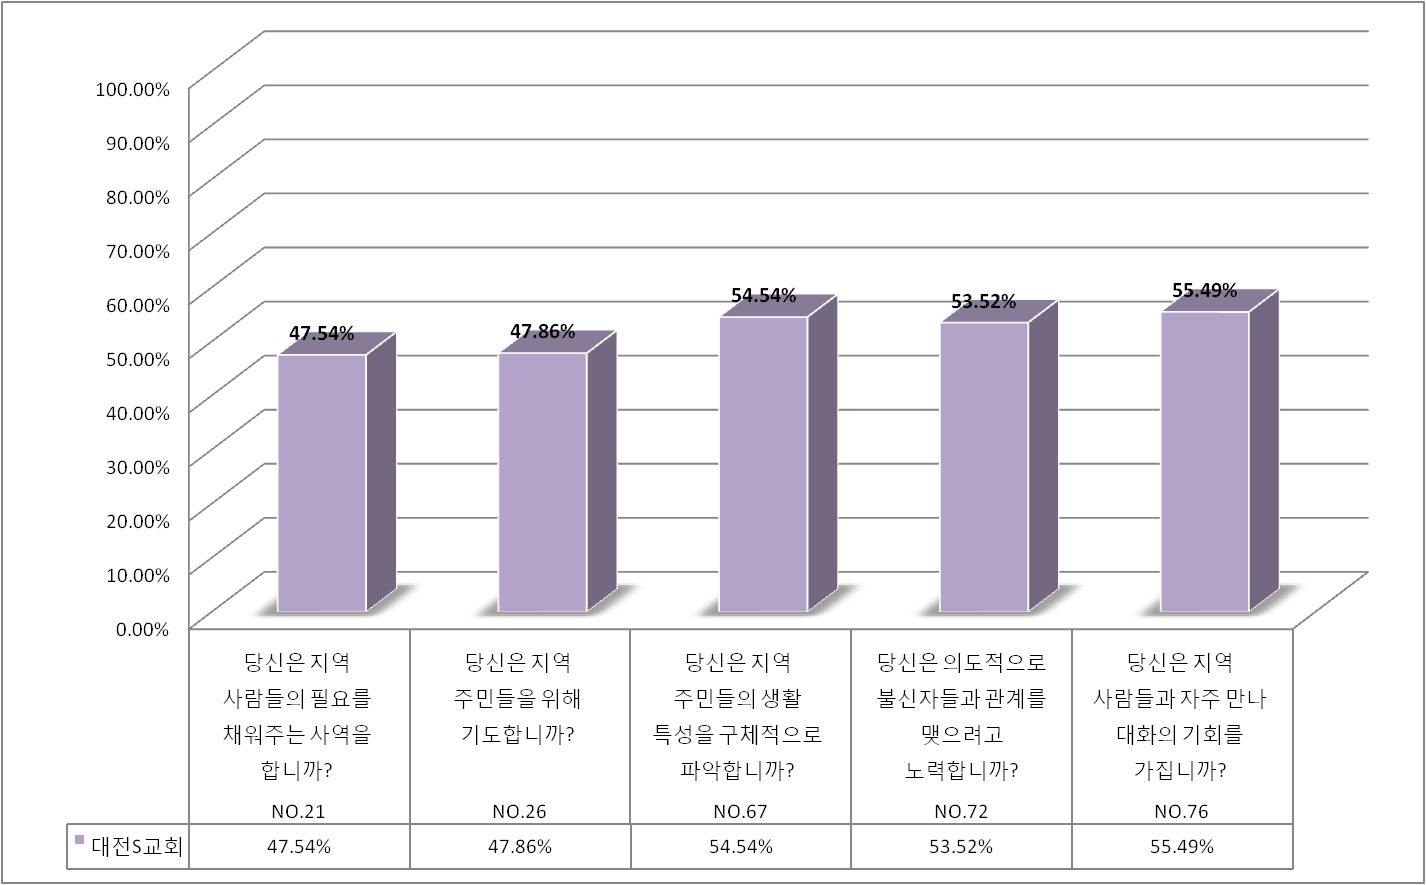 100.00%
90.00%
80.00%
70.00%
60.00%
50.00%
40.00%
30.00%
20.00%
10.00%
0.00%
47.54%
47.86%
54.54%
53.52%
55.49%
당신은 지역
사람들의 필요를
채워주는 사역을
합니까?
NO.21
당신은 지역
주민들을 위해
기도합니까?
NO.26
당신은 지역
주민들의 생활
특성을 구체적으로
파악합니까?
NO.67
당신은 의도적으로
불신자들과 관계를
맺으려고
노력합니까?
NO.72
당신은 지역
사람들과 자주 만나
대화의 기회를
가집니까?
NO.76
대전S교회 47.54% 47.86% 54.54% 53.52% 55.49%